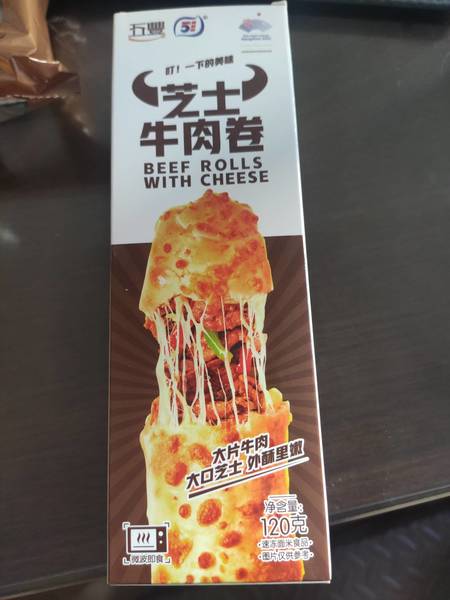 五豐 5
叮！一下的美味
芝士
牛肉卷
BEEF ROLLS
WITH CHEESE
大片牛肉
大口芝士 外酥里嫩
净含量:
120克
·速冻面米食品·
·图片仅供参考·
微波即食